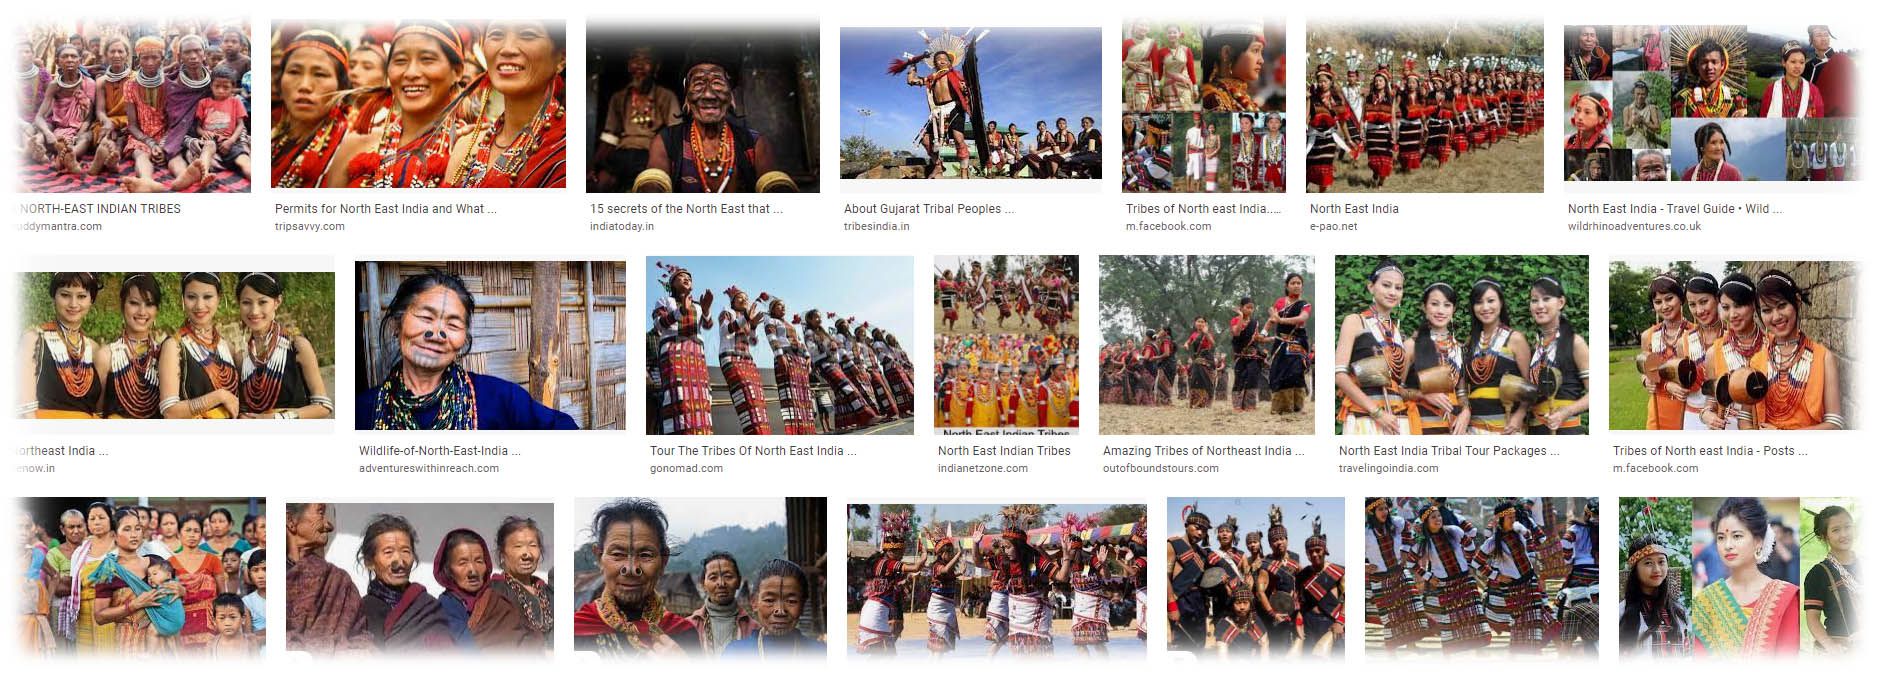 NORTH-EAST INDIAN TRIBES
uddymantra.com
Permits for North East India and What ...
tripsavvy.com
15 secrets of the North East that ...
indiatoday.in
About Gujarat Tribal Peoples ...
tribesindia.in
Tribes of North east India.....
m.facebook.com
North East India
e-pao.net
North East India - Travel Guide • Wild ...
wildrhinoadventures.co.uk
ortheast India ...
enow.in
Wildlife-of-North-East-India ...
adventureswithinreach.com
Tour The Tribes Of North East India ...
gonomad.com
North East Indian Tribes
North East Indian Tribes
indianetzone.com
Amazing Tribes of Northeast India ...
outofboundstours.com
North East India Tribal Tour Packages ...
travelingoindia.com
Tribes of North east India - Posts ...
m.facebook.com